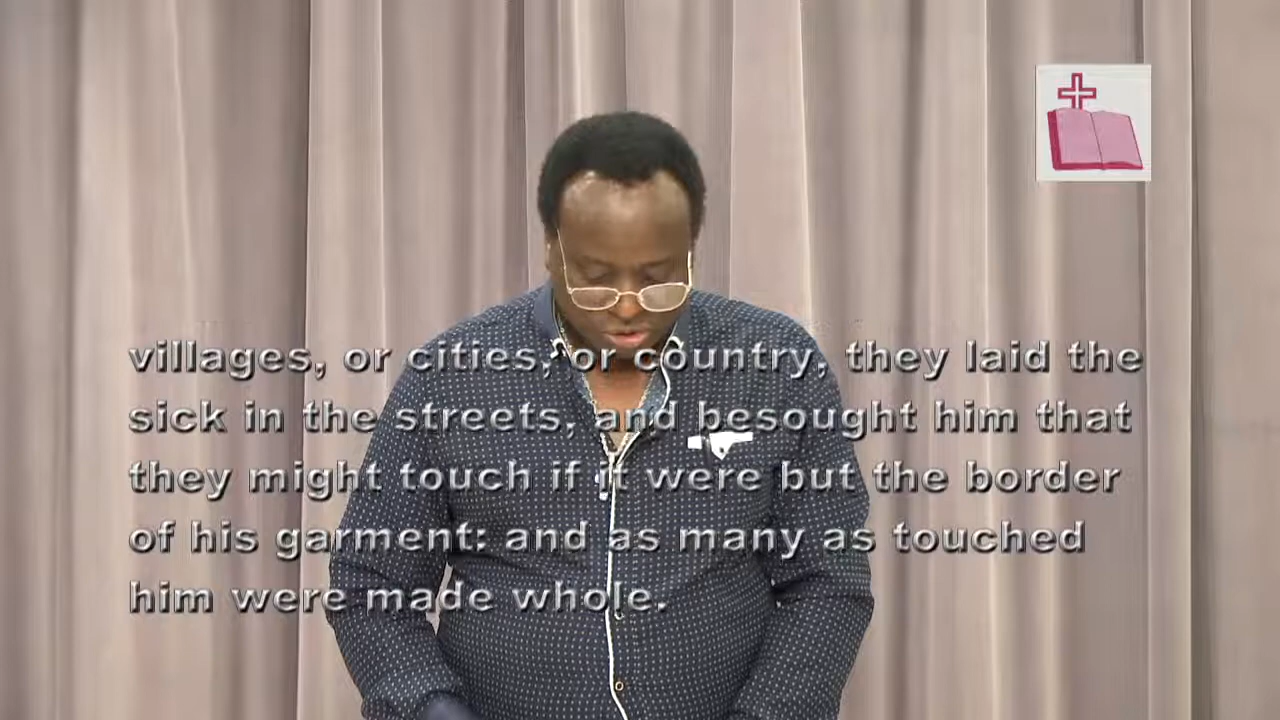 villages, or cities, or country, they laid the
sick in the streets, and besought him that
they might touch if it were but the border
of his garment: and as many as touched
him were made whole.